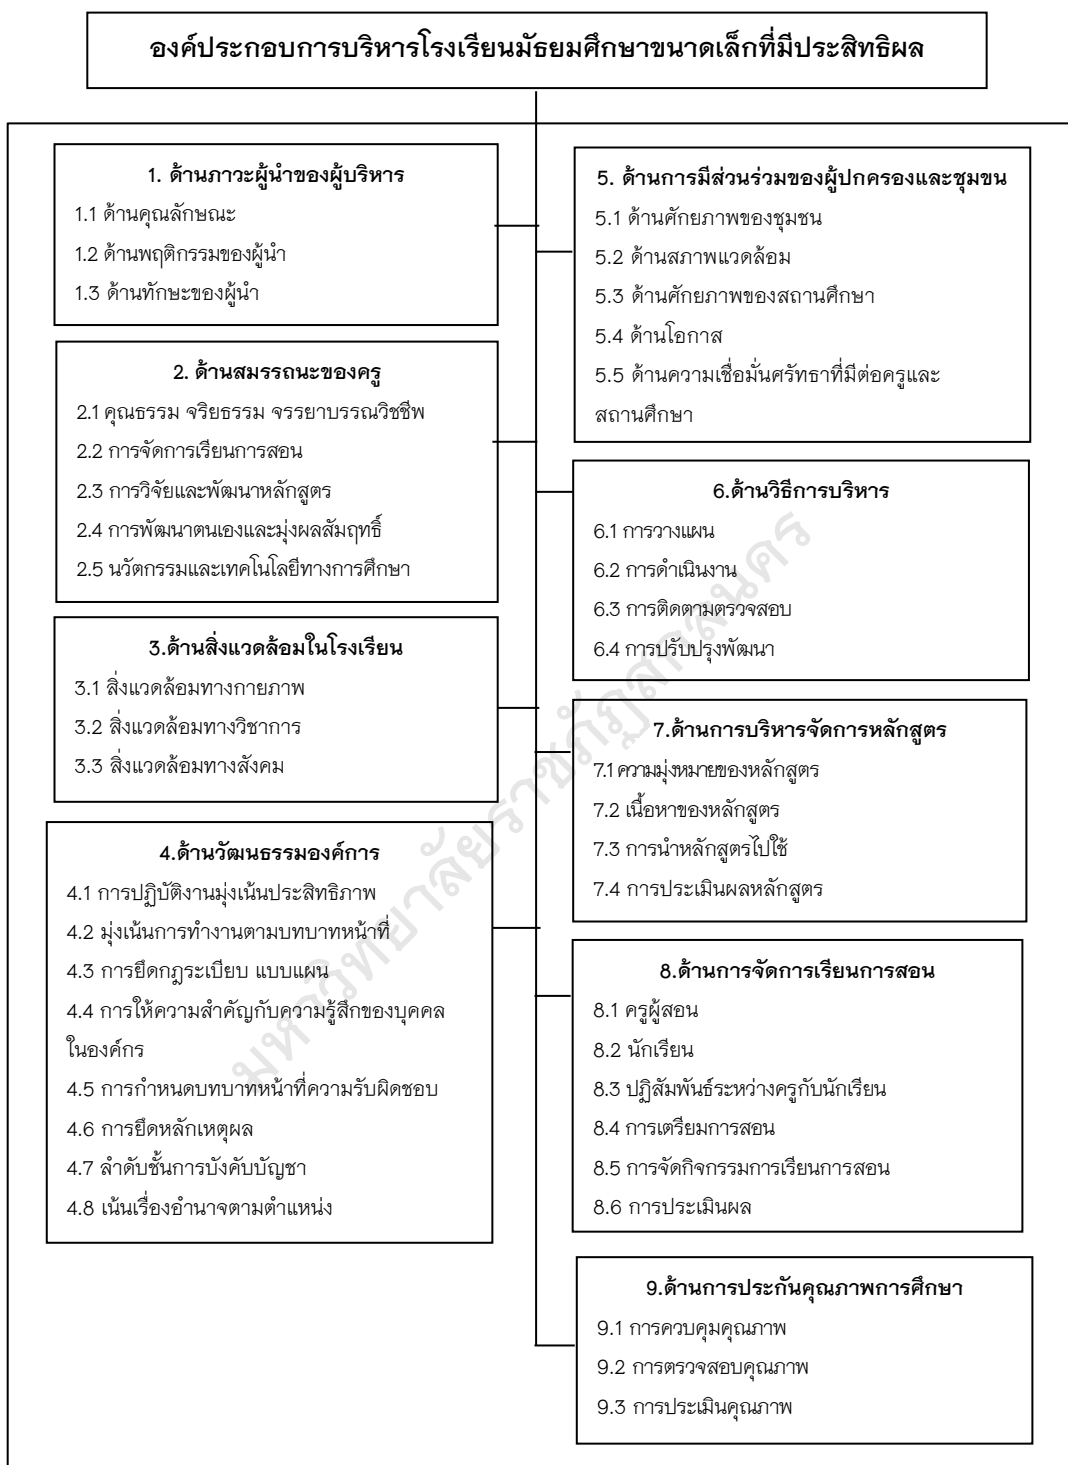 องค์ประกอบการบริหารโรงเรียนมัธยมศึกษาขนาดเล็กที่มีประสิทธิผล
1. ด้านภาวะผู้นำของผู้บริหาร
1.1 ด้านคุณลักษณะ
1.2 ด้านพฤติกรรมของผู้นำ
1.3 ด้านทักษะของผู้นำ
2. ด้านสมรรถนะของครู
2.1 คุณธรรม จริยธรรม จรรยาบรรณวิชชีพ
2.2 การจัดการเรียนการสอน
2.3 การวิจัยและพัฒนาหลักสูตร
2.4 การพัฒนาตนเองและมุ่งผลสัมฤทธิ์
2.5 นวัตกรรมและเทคโนโลยีทางการศึกษา
3.ด้านสิ่งแวดล้อมในโรงเรียน
3.1 สิ่งแวดล้อมทางกายภาพ
3.2 สิ่งแวดล้อมทางวิชาการ
3.3 สิ่งแวดล้อมทางสังคม
4.ด้านวัฒนธรรมองค์การ
4.1 การปฏิบัติงานมุ่งเน้นประสิทธิภาพ
4.2 มุ่งเน้นการทำงานตามบทบาทหน้าที่
4.3 การยึดกฎระเบียบ แบบแผน
4.4 การให้ความสำคัญกับความรู้สึกของบุคคล
ในองค์กร
4.5 การกำหนดบทบาทหน้าที่ความรับผิดชอบ
4.6 การยึดหลักเหตุผล
4.7 ลำดับชั้นการบังคับบัญชา
4.8 เน้นเรื่องอำนาจตามตำแหน่ง
5. ด้านการมีส่วนร่วมของผู้ปกครองและชุมขน
5.1 ด้านศักยภาพของชุมชน
5.2 ด้านสภาพแวดล้อม
5.3 ด้านศักยภาพของสถานศึกษา
5.4 ด้านโอกาส
5.5 ด้านความเชื่อมั่นศรัทธาที่มีต่อครูและ
สถานศึกษา
6.ด้านวิธีการบริหาร
6.1 การวางแผน
6.2 การดำเนินงาน
6.3 การติดตามตรวจสอบ
6.4 การปรับปรุงพัฒนา
7.ด้านการบริหารจัดการหลักสูตร
7.1 ความมุ่งหมายของหลักสูตร
7.2 เนื้อหาของหลักสูตร
7.3 การนำหลักสูตรไปใช้
7.4 การประเมินผลหลักสูตร
8.ด้านการจัดการเรียนการสอน
8.1 ครูผู้สอน
8.2 นักเรียน
8.3 ปฏิสัมพันธ์ระหว่างครูกับนักเรียน
8.4 การเตรียมการสอน
8.5 การจัดกิจกรรมการเรียนการสอน
8.6 การประเมินผล
9.ด้านการประกันคุณภาพการศึกษา
9.1 การควบคุมคุณภาพ
9.2 การตรวจสอบคุณภาพ
9.3 การประเมินคุณภาพ
มหาวิทยาลัยราชภัฏสกลนคร